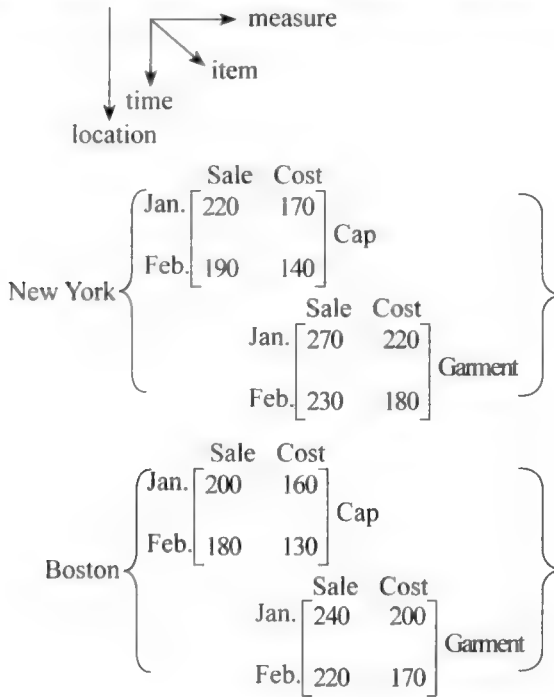 measure
item
time
location
Sale Cost
Jan. 220 170
Cap
Feb. 190 140
New York
Sale Cost
Jan. 270 220
Garment
Feb. 230 180
Sale Cost
Jan. 200 160
Cap
Feb. 180 130
Boston
Sale Cost
Jan. 240 200
Garment
Feb. 220 170